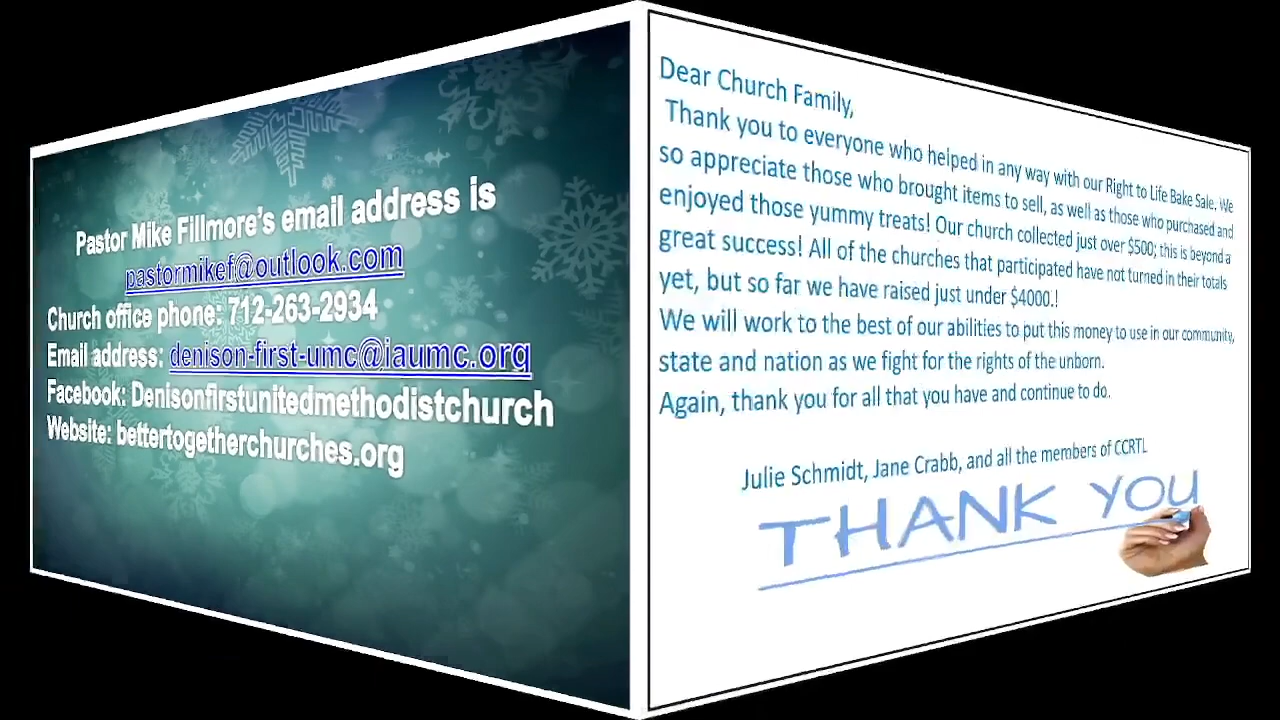 Pastor Mike Fillmore's email address is
pastormikef@outlook.com
Church office phone: 712-263-2934
Email address: denison-first-umc@iaumc.org
Facebook: Denisonfirstunitedmethodistchurch
Website: bettertogetherchurches.org
Dear Church Family,
Thank you to everyone who helped in any way with our Right to Life Bake Sale. We
so appreciate those who brought items to sell, as well as those who purchased and
enjoyed those yummy treats! Our church collected just over $500; this is beyond a
great success! All of the churches that participated have not turned in their totals
yet, but so far we have raised just under $4000.!
We will work to the best of our abilities to put this money to use in our community,
state and nation as we fight for the rights of the unborn.
Again, thank you for all that you have and continue to do.
Julie Schmidt, Jane Crabb, and all the members of CCRTL
THANK YOU